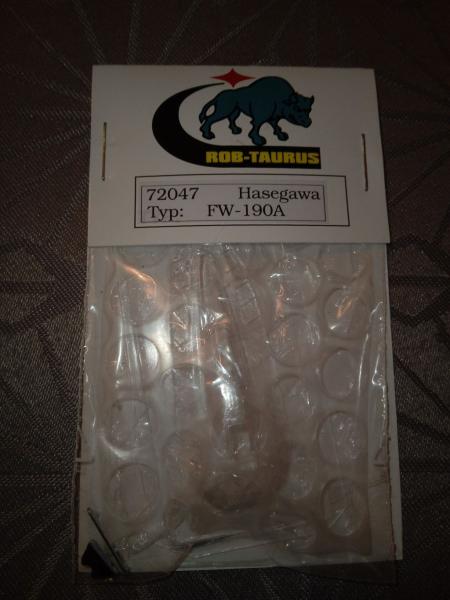 ROB-TAURUS
72047 Hasegawa
Typ: FW-190A